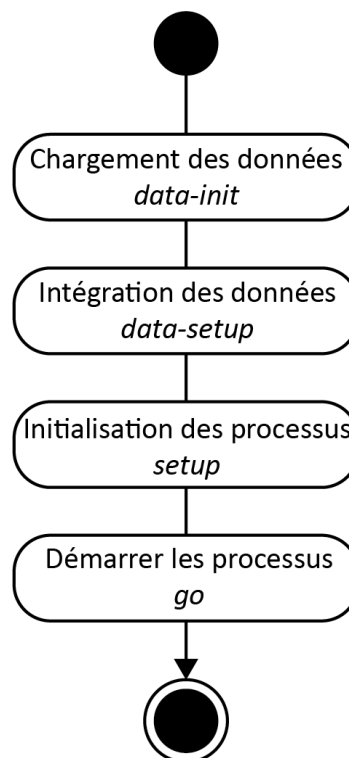 Chargement des données
data-init
Intégration des données
data-setup
Initialisation des processus
setup
Démarrer les processus
go